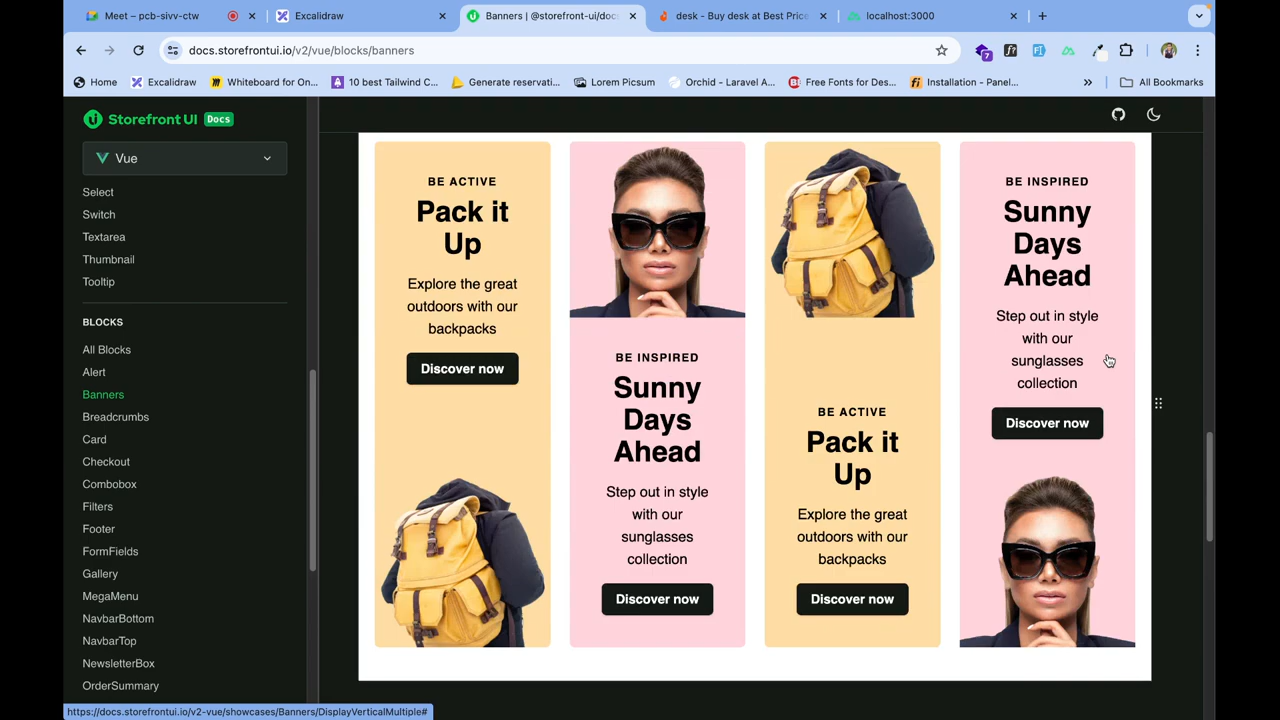 Meet – pcb-sivv-ctw
Excalidraw
Banners | @storefront-ui/doc
desk - Buy desk at Best Price
localhost:3000
docs.storefrontui.io/v2/vue/blocks/banners
7
Home
Excalidraw
Whiteboard for On...
10 best Tailwind C...
Generate reservati...
Lorem Picsum
Orchid - Laravel A...
Free Fonts for Des...
Installation - Panel...
All Bookmarks
Storefront UI Docs
Vue
Select
Switch
Textarea
Thumbnail
Tooltip
BLOCKS
All Blocks
Alert
Banners
Breadcrumbs
Card
Checkout
Combobox
Filters
Footer
FormFields
Gallery
MegaMenu
NavbarBottom
NavbarTop
NewsletterBox
OrderSummary
BE ACTIVE
Pack it
Up
Explore the great
outdoors with our
backpacks
Discover now
BE INSPIRED
Sunny
Days
Ahead
Step out in style
with our
sunglasses
collection
Discover now
BE ACTIVE
Pack it
Up
Explore the great
outdoors with our
backpacks
Discover now
BE INSPIRED
Sunny
Days
Ahead
Step out in style
with our
sunglasses
collection
Discover now
https://docs.storefrontui.io/v2-vue/showcases/Banners/DisplayVerticalMultiple#